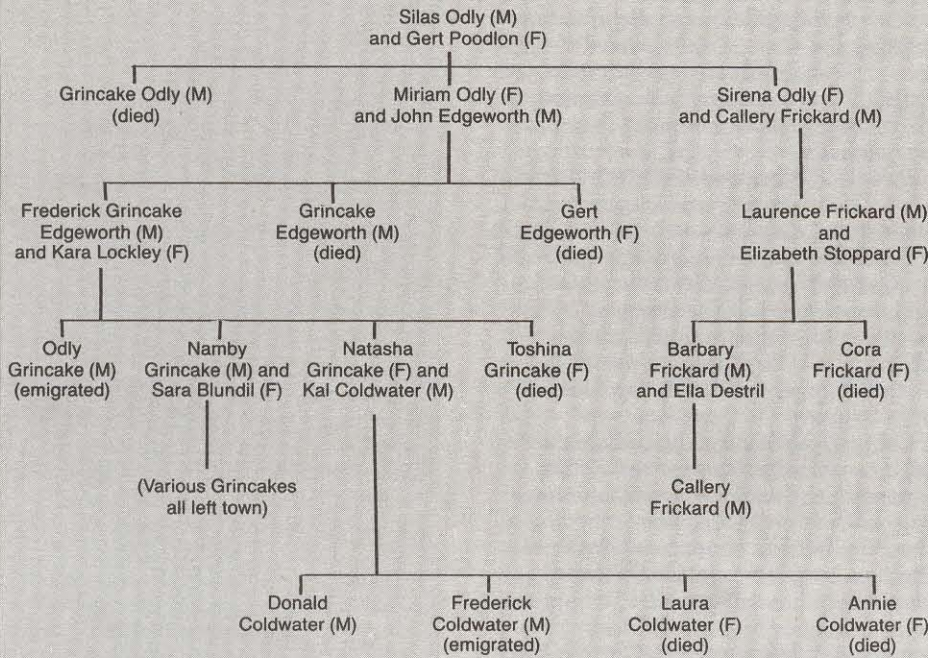 Silas Odly (M)
and Gert Poodlon (F)
Grincake Odly (M)
(died)
Miriam Odly (F)
and John Edgeworth (M)
Sirena Odly (F)
and Callery Frickard (M)
Frederick Grincake
Edgeworth (M)
and Kara Lockley (F)
Grincake
Edgeworth (M)
(died)
Gert
Edgeworth (F)
(died)
Laurence Frickard (M)
and
Elizabeth Stoppard (F)
Odly
Grincake (M)
(emigrated)
Namby
Grincake (M) and
Sara Blundil (F)
Natasha
Grincake (F) and
Kal Coldwater (M)
Toshina
Grincake (F)
(died)
Barbary
Frickard (M)
and Ella Destril
Cora
Frickard (F)
(died)
(Various Grincakes
all left town)
Callery
Frickard (M)
Donald
Coldwater (M)
Frederick
Coldwater (M)
(emigrated)
Laura
Coldwater (F)
(died)
Annie
Coldwater (F)
(died)